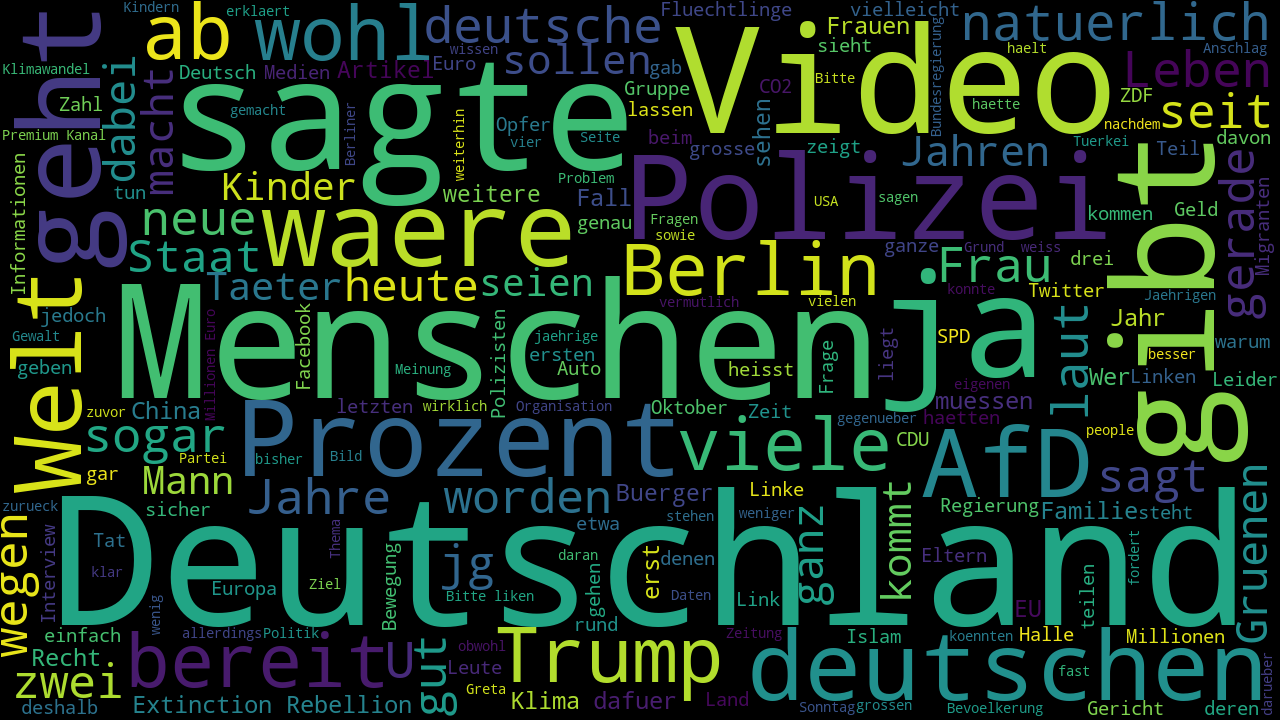 Kindern
erklaert
ab
wohl
deutsche
Fluechtlinge
vielleicht
natuerlich
geht
Klimawandel
dabei
macht
Deutsch
Medien
Artikel
wissen
Euro
sollen
gab
Frauen
sieht
Bundesregierung
haelt
Anschlag
Leben
Video
sagte
Zahl
gemacht
Berliner
weiterhin
Opfer
vier
Seite
Gruppe
lassen
CO2
Bitte
haette
ZDF
nachdem
seit
Premium Kanal
Informationen
tun
Kinder
weitere
Problem
Fall
beim
grosse
sehen
zeigt
Jahren
Tuerkei
Teil
davon
neue
waere
genau
Polizei
Fragen
sowie
USA
sagen
kommen
Geld
gibt
gerade
Migranten
Staat
Taeter
heute
seien
Berlin
ganze
Grund
weiss
drei
Frau
Welt
jedoch
Gewalt
geben
Millionen Euro
Facebook
Menschen
vermutlich
vielen
konnte
Twitter
Jaehrigen
Polizisten
jaehrige
ersten
Auto
Meinung
heisst
Frage
liegt
SPD
ja
laut
Jahr
warum
besser
Wer
Linken
Leider
eigenen
muessen
haetten
zuvor
China
letzten
wirklich
Organisation
Oktober
Zeit
gegenueber
CDU
people
sogar
Prozent
viele
AfD
sagt
Partei
bisher
Bild
gar
Mann
sicher
Jahre
worden
Buerger
Linke
weniger
Regierung
Familie
steht
zurueck
wegen
Interview
Tat
klar
Deutschland
Thema
etwa
stehen
daran
denen
jg
erst
Daten
ganz
kommt
Eltern
fordert
Gruenen
Europa
Ziel
Bewegung
Bitte liken
gehen
Link
EU
teilen
wenig
einfach
allerdings
Politik
rund
Zeitung
Islam
koennten
Halle
Millionen
Recht
bereit
U
gut
obwohl
Leute
Greta
Trump
deutschen
fast
darueber
zwei
deshalb
Extinction Rebellion
Klima
dafuer
Land
Sonntag
grossen
Bevoelkerung
Gericht
deren